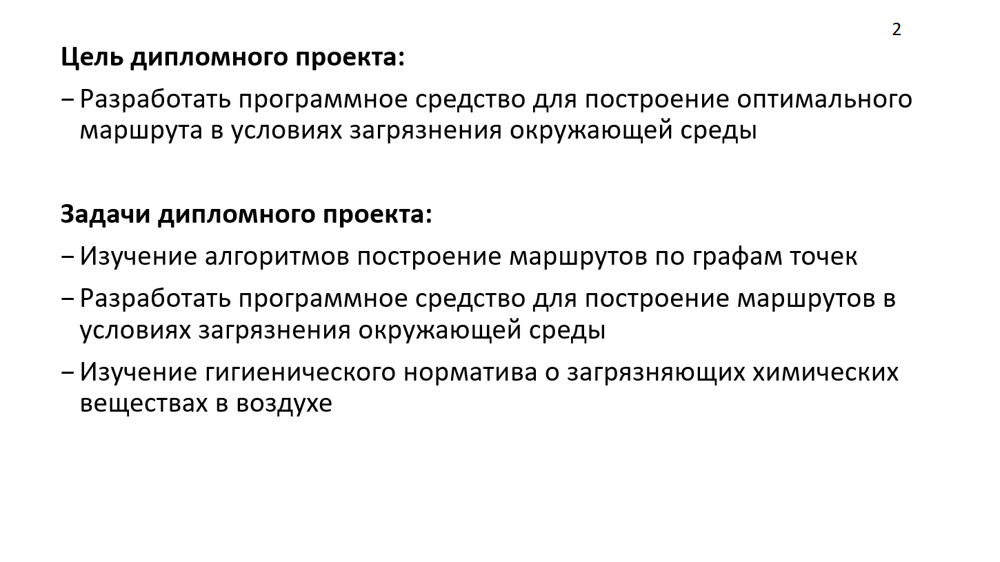 2
Цель дипломного проекта:
− Разработать программное средство для построение оптимального
маршрута в условиях загрязнения окружающей среды
Задачи дипломного проекта:
− Изучение алгоритмов построение маршрутов по графам точек
− Разработать программное средство для построение маршрутов в
условиях загрязнения окружающей среды
− Изучение гигиенического норматива о загрязняющих химических
веществах в воздухе